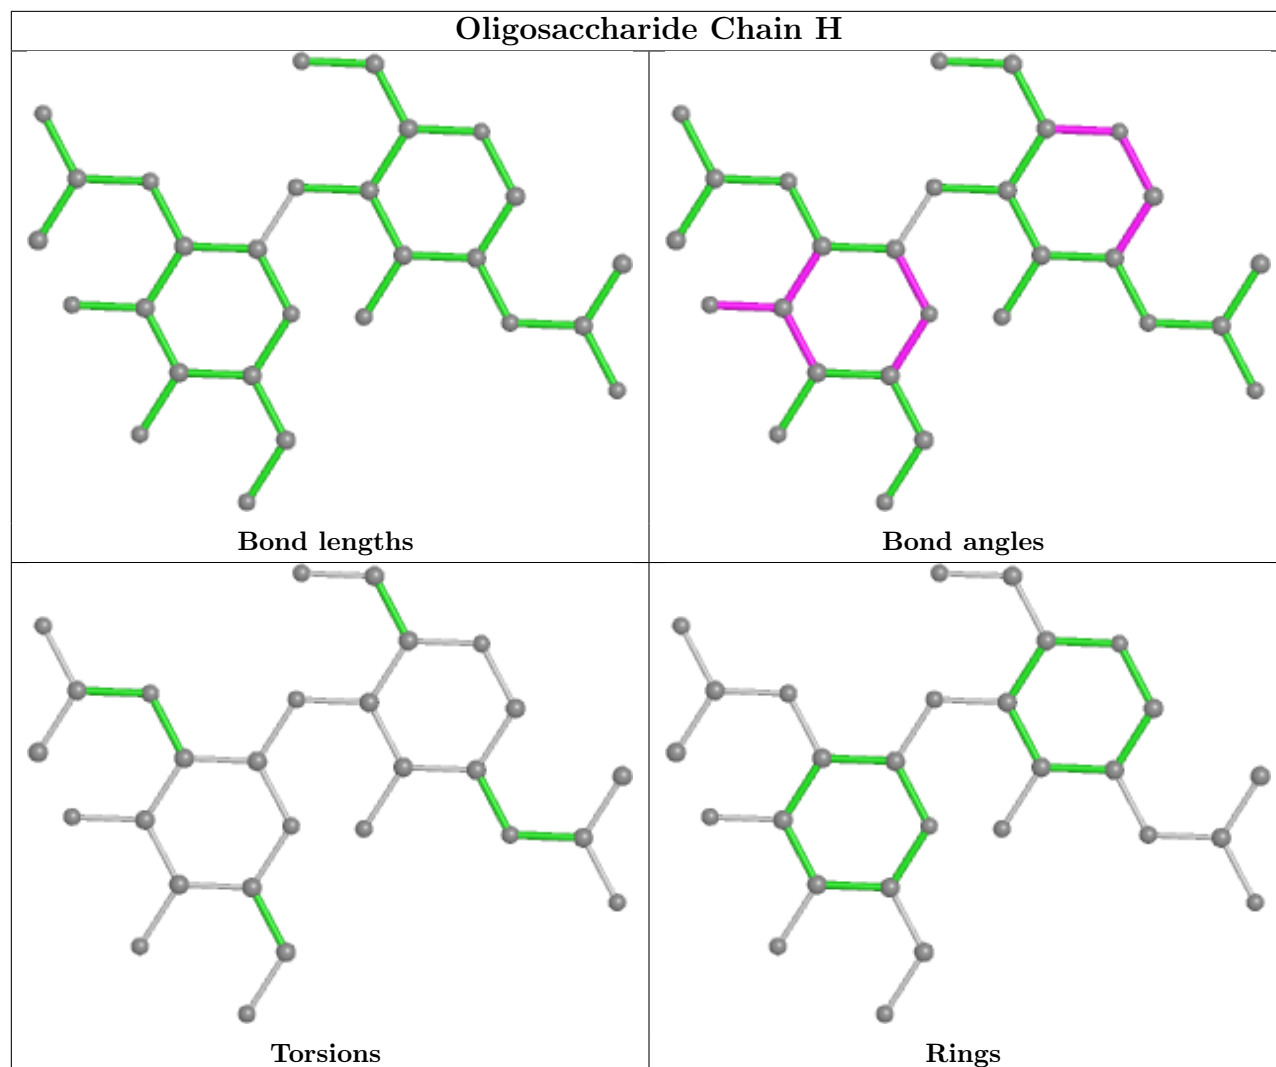 Oligosaccharide Chain H
Bond lengths
Bond angles
Torsions
Rings